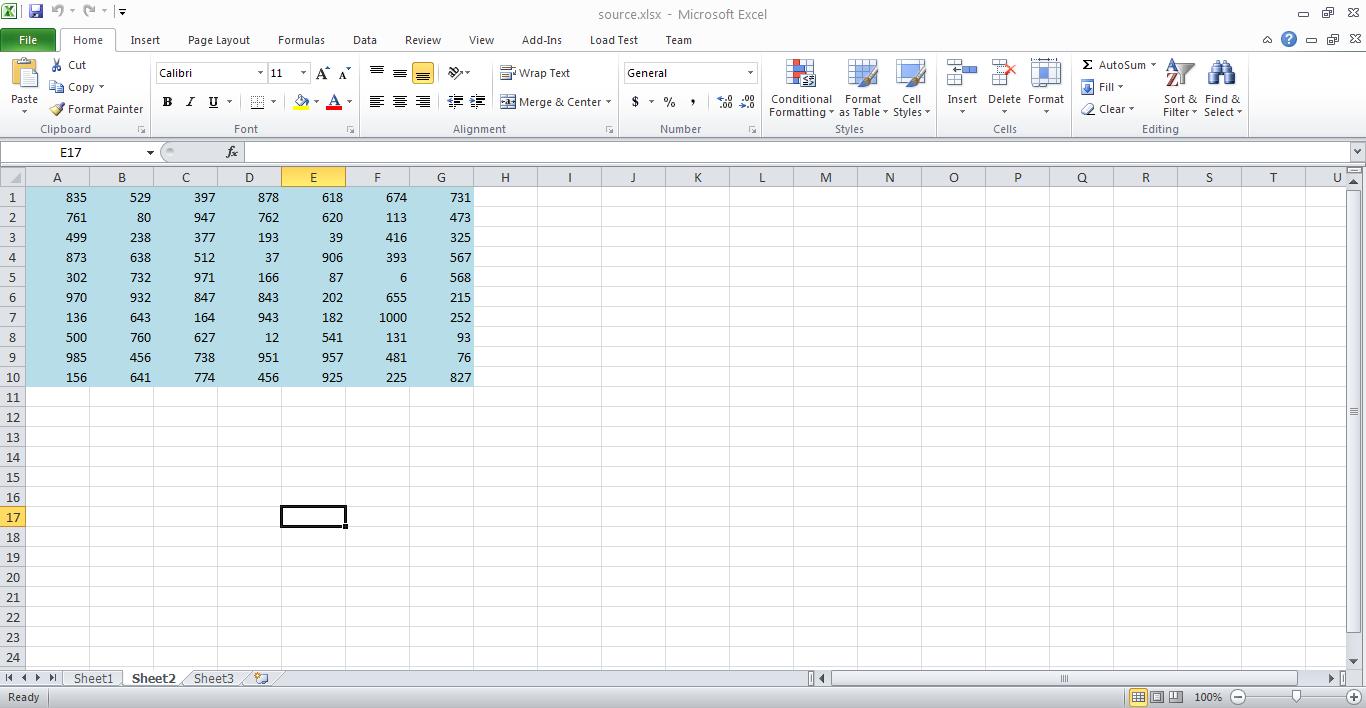 source.xlsx - Microsoft Excel
File Home Insert Page Layout Formulas Data Review View Add-Ins Load Test Team
Paste
Cut
Copy
Format Painter
Clipboard
Calibri 11 A A
B I U A
Font
Wrap Text
Merge & Center
Alignment
General
$ % , .00 .00
Number
Conditional Formatting
Format as Table
Cell Styles
Styles
Insert Delete Format
Cells
Σ AutoSum
Fill
Clear
Sort & Filter
Find & Select
Editing
E17 fx
A B C D E F G H I J K L M N O P Q R S T U
1 835 529 397 878 618 674 731
2 761 80 947 762 620 113 473
3 499 238 377 193 39 416 325
4 873 638 512 37 906 393 567
5 302 732 971 166 87 6 568
6 970 932 847 843 202 655 215
7 136 643 164 943 182 1000 252
8 500 760 627 12 541 131 93
9 985 456 738 951 957 481 76
10 156 641 774 456 925 225 827
11
12
13
14
15
16
17
18
19
20
21
22
23
24
Sheet1 Sheet2 Sheet3
Ready 100%